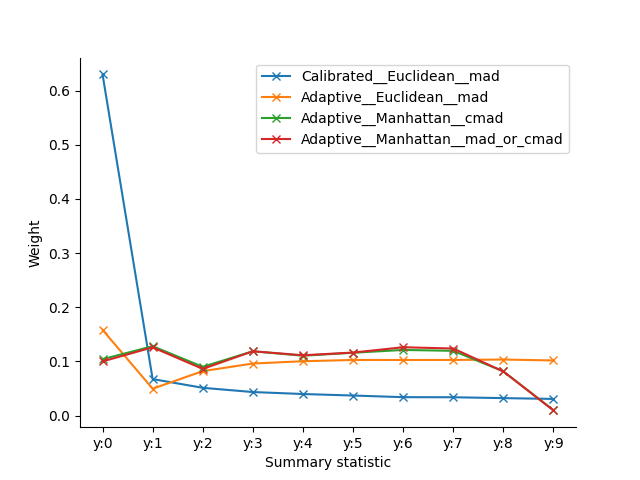 Calibrated__Euclidean__mad
Adaptive__Euclidean__mad
Adaptive__Manhattan__cmad
Adaptive__Manhattan__mad_or_cmad
Weight
0.6
0.5
0.4
0.3
0.2
0.1
0.0
y:0 y:1 y:2 y:3 y:4 y:5 y:6 y:7 y:8 y:9
Summary statistic